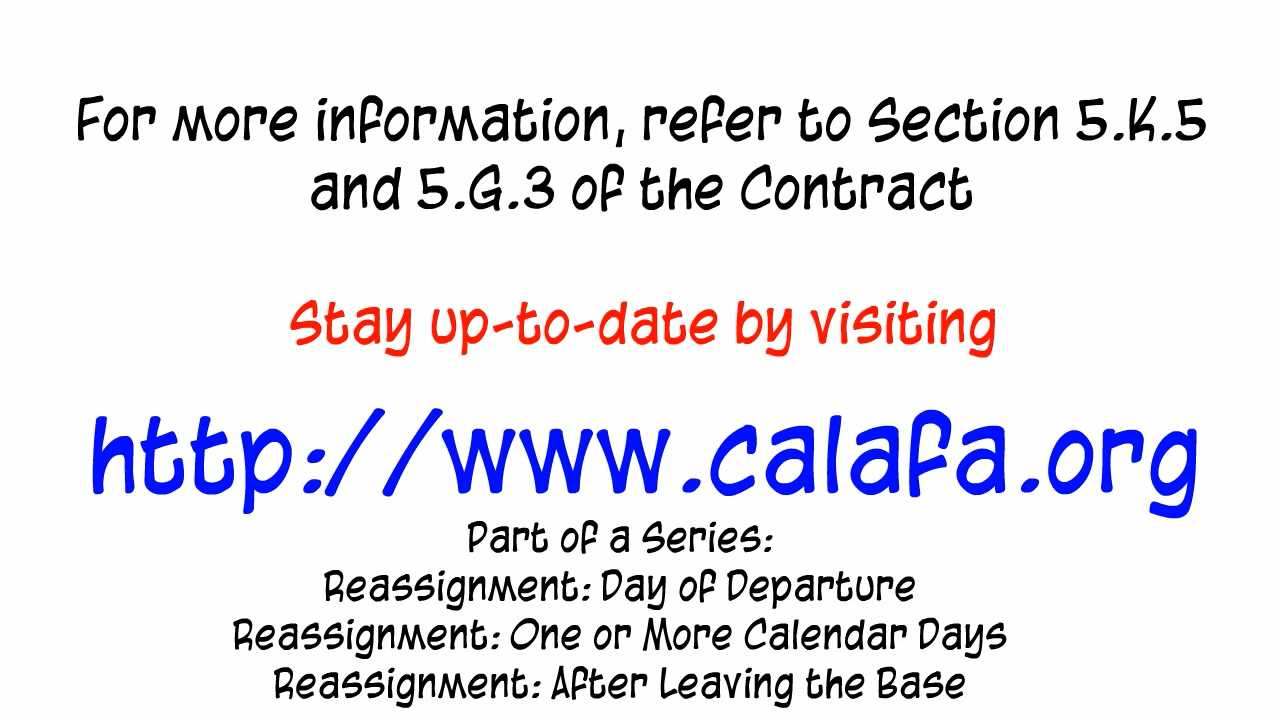 For more information, refer to Section 5.K.5
and 5.G.3 of the Contract
Stay up-to-date by visiting
http://www.calafa.org
Part of a Series:
Reassignment: Day of Departure
Reassignment: One or More Calendar Days
Reassignment: After Leaving the Base